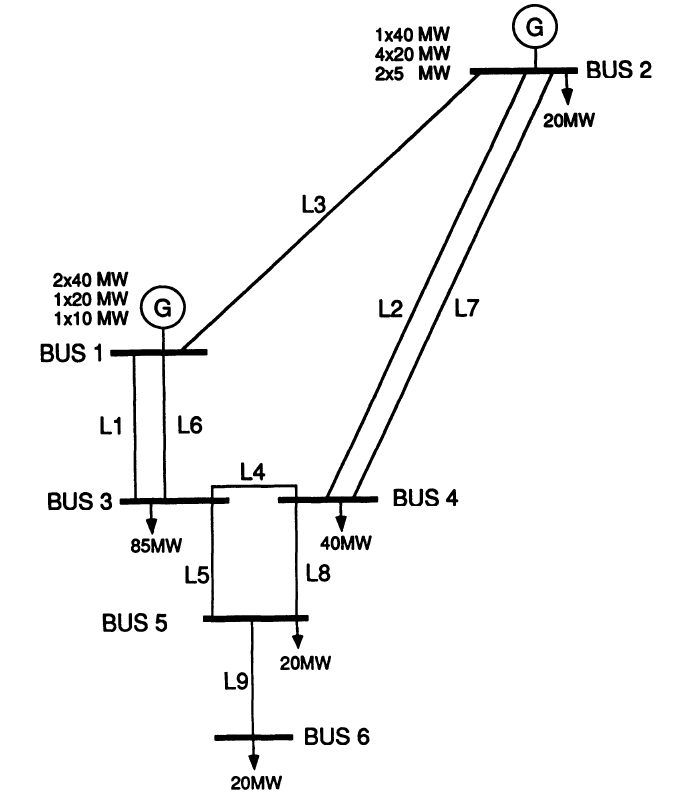 1x40 MW
4x20 MW
2x5 MW
G
BUS 2
20MW
L3
2x40 MW
1x20 MW
1x10 MW
G
L2
L7
BUS 1
L1
L6
L4
BUS 3
BUS 4
85MW
40MW
L5
L8
BUS 5
20MW
L9
BUS 6
20MW